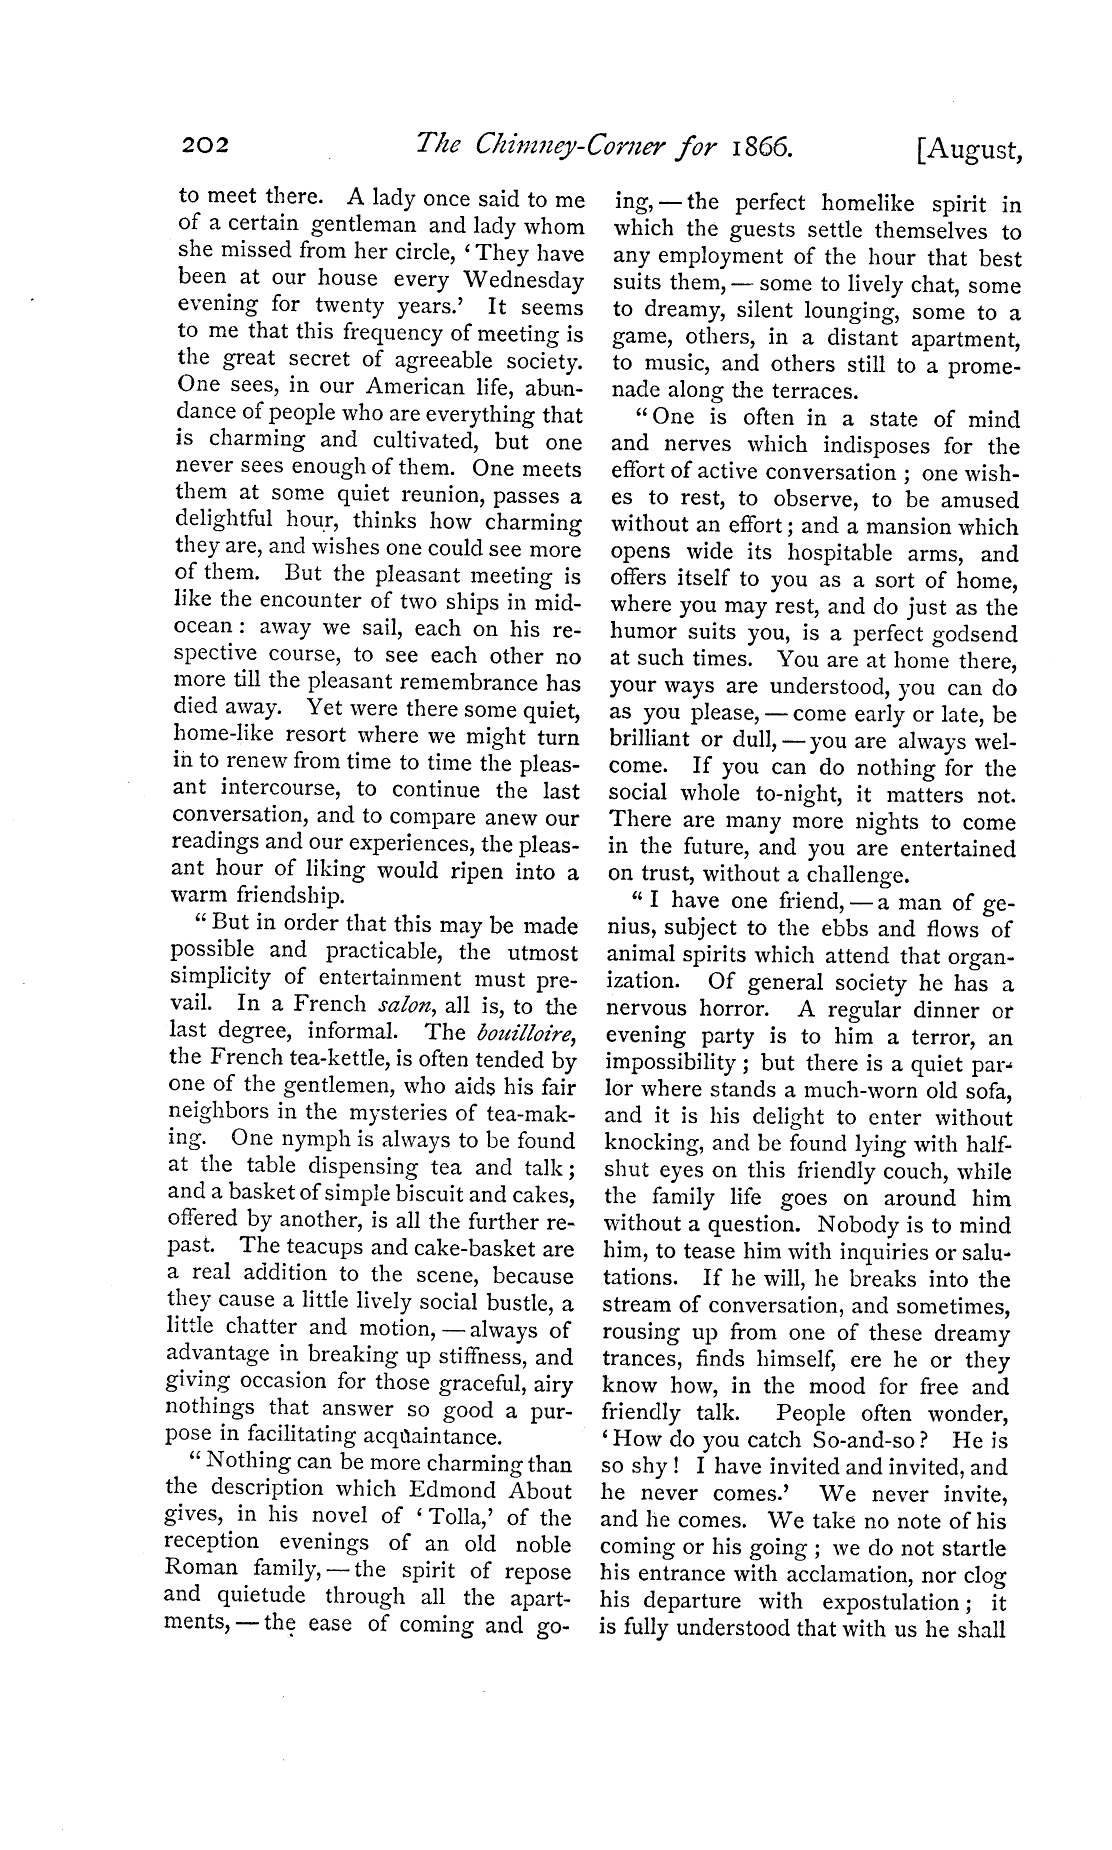 202 The Chimney-Corner for 1866. [August,
to meet there. A lady once said to me
of a certain gentleman and lady whom
she missed from her circle, ‘They have
been at our house every Wednesday
evening for twenty years.’ It seems
to me that this frequency of meeting is
the great secret of agreeable society.
One sees, in our American life, abun-
dance of people who are everything that
is charming and cultivated, but one
never sees enough of them. One meets
them at some quiet reunion, passes a
delightful hour, thinks how charming
they are, and wishes one could see more
of them. But the pleasant meeting is
like the encounter of two ships in mid-
ocean: away we sail, each on his re-
spective course, to see each other no
more till the pleasant remembrance has
died away. Yet were there some quiet,
home-like resort where we might turn
in to renew from time to time the pleas-
ant intercourse, to continue the last
conversation, and to compare anew our
readings and our experiences, the pleas-
ant hour of liking would ripen into a
warm friendship.
“But in order that this may be made
possible and practicable, the utmost
simplicity of entertainment must pre-
vail. In a French salon, all is, to the
last degree, informal. The bouilloire,
the French tea-kettle, is often tended by
one of the gentlemen, who aids his fair
neighbors in the mysteries of tea-mak-
ing. One nymph is always to be found
at the table dispensing tea and talk;
and a basket of simple biscuit and cakes,
offered by another, is all the further re-
past. The teacups and cake-basket are
a real addition to the scene, because
they cause a little lively social bustle, a
little chatter and motion,—always of
advantage in breaking up stiffness, and
giving occasion for those graceful, airy
nothings that answer so good a pur-
pose in facilitating acquaintance.
“Nothing can be more charming than
the description which Edmond About
gives, in his novel of ‘Tolla,’ of the
reception evenings of an old noble
Roman family,—the spirit of repose
and quietude through all the apart-
ments,—the ease of coming and go-
ing,—the perfect homelike spirit in
which the guests settle themselves to
any employment of the hour that best
suits them,—some to lively chat, some
to dreamy, silent lounging, some to a
game, others, in a distant apartment,
to music, and others still to a prome-
nade along the terraces.
“One is often in a state of mind
and nerves which indisposes for the
effort of active conversation; one wish-
es to rest, to observe, to be amused
without an effort; and a mansion which
opens wide its hospitable arms, and
offers itself to you as a sort of home,
where you may rest, and do just as the
humor suits you, is a perfect godsend
at such times. You are at home there,
your ways are understood, you can do
as you please,—come early or late, be
brilliant or dull,—you are always wel-
come. If you can do nothing for the
social whole to-night, it matters not.
There are many more nights to come
in the future, and you are entertained
on trust, without a challenge.
“I have one friend,—a man of ge-
nius, subject to the ebbs and flows of
animal spirits which attend that organ-
ization. Of general society he has a
nervous horror. A regular dinner or
evening party is to him a terror, an
impossibility; but there is a quiet par-
lor where stands a much-worn old sofa,
and it is his delight to enter without
knocking, and be found lying with half-
shut eyes on this friendly couch, while
the family life goes on around him
without a question. Nobody is to mind
him, to tease him with inquiries or salu-
tations. If he will, he breaks into the
stream of conversation, and sometimes,
rousing up from one of these dreamy
trances, finds himself, ere he or they
know how, in the mood for free and
friendly talk. People often wonder,
‘How do you catch So-and-so? He is
so shy! I have invited and invited, and
he never comes.’ We never invite,
and he comes. We take no note of his
coming or his going; we do not startle
his entrance with acclamation, nor clog
his departure with expostulation; it
is fully understood that with us he shall